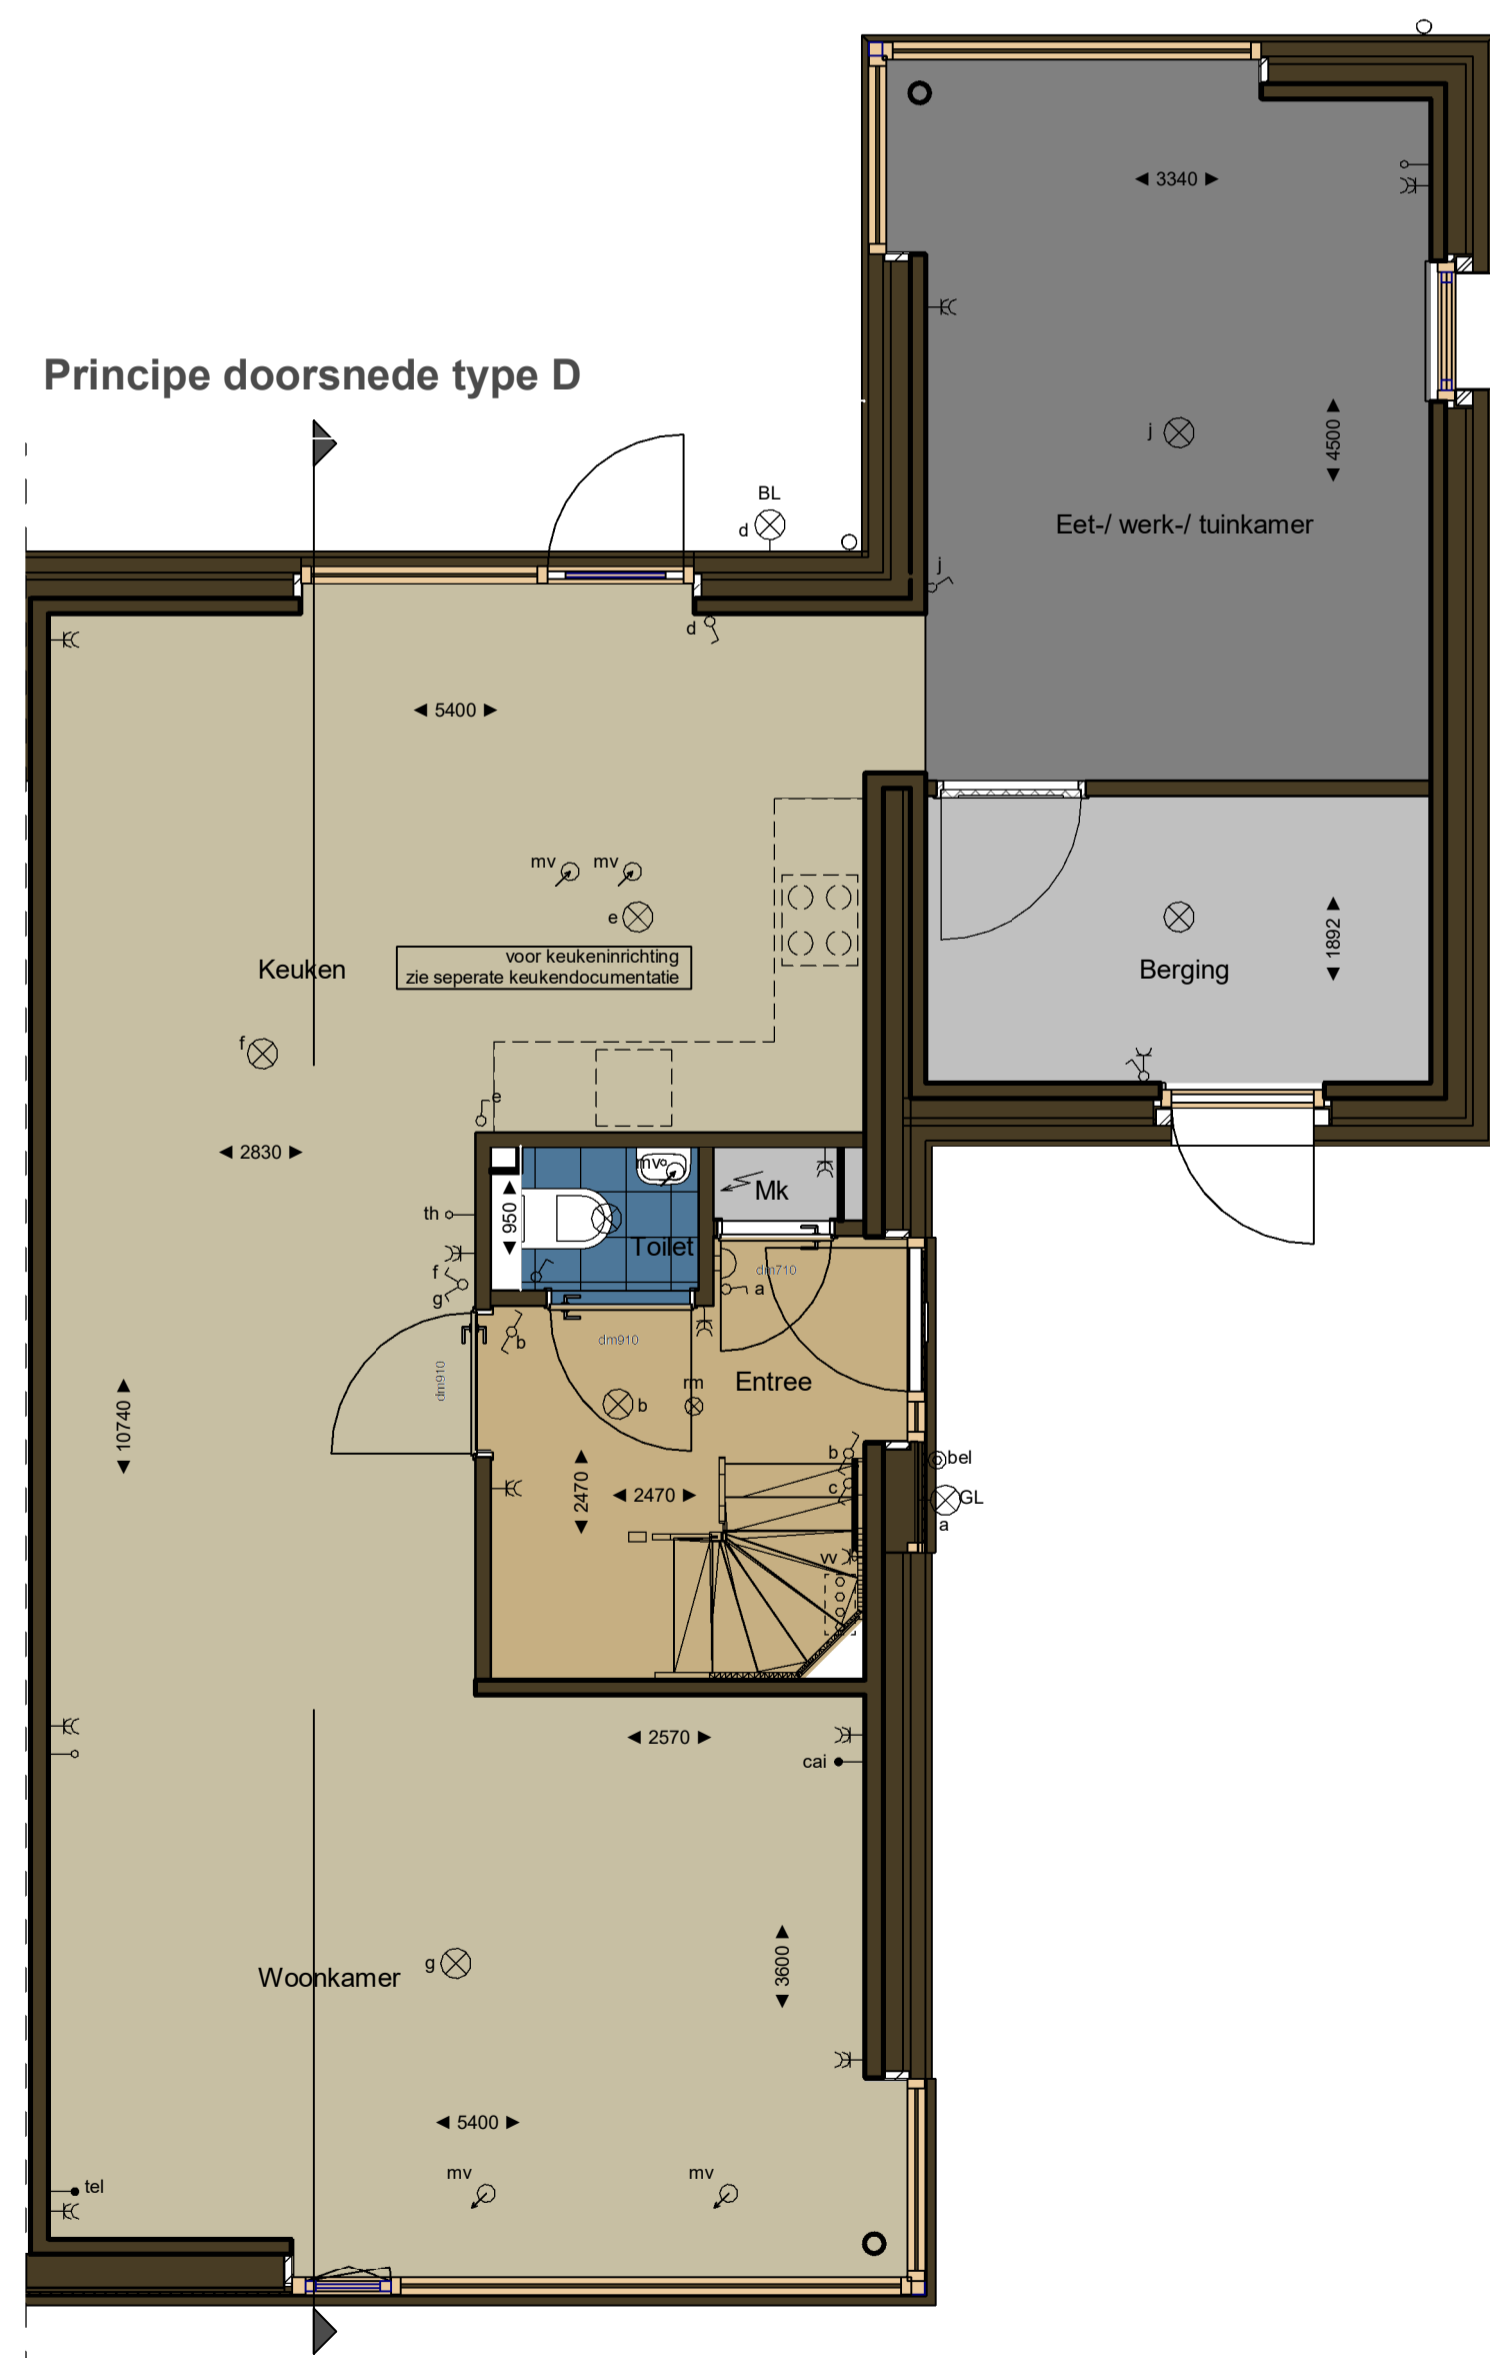 3340
Principe doorsnede type D
j
4500
BL
d
Eet-/ werk-/ tuinkamer
j
d
5400
mv
mv
e
voor keukeninrichting
zie seperate keukendocumentatie
Keuken
Berging
1892
f
e
2830
mv
Mk
950
th
Toilet
f
g
dm710
a
b
dm910
dm910
Entree
rm
b
10740
b
bel
2470
2470
c
GL
a
vv
2570
cai
Woonkamer
g
3600
5400
mv
mv
tel